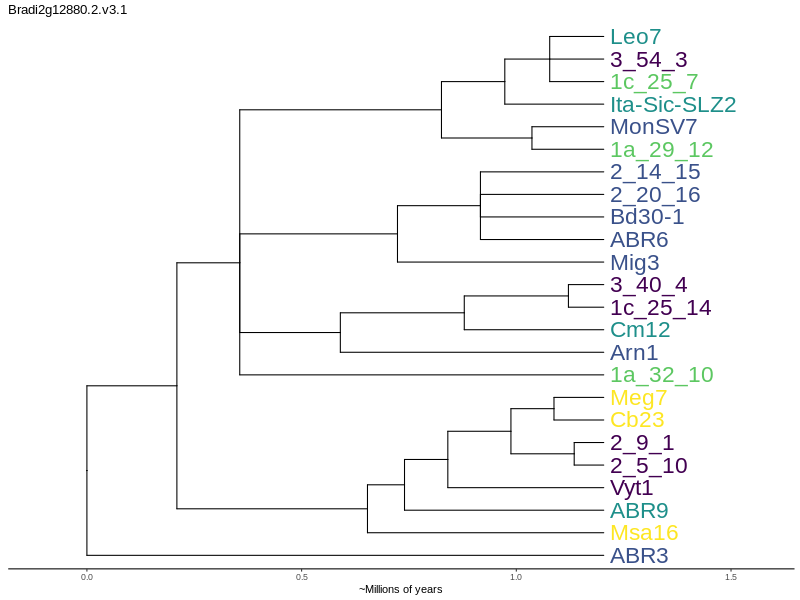 Bradi2g12880.2.v3.1
Leo7
3_54_3
1c_25_7
Ita-Sic-SLZ2
MonSV7
1a_29_12
2_14_15
2_20_16
Bd30-1
ABR6
Mig3
3_40_4
1c_25_14
Cm12
Arn1
1a_32_10
Meg7
Cb23
2_9_1
2_5_10
Vyt1
ABR9
Msa16
ABR3
0.0 0.5 1.0 1.5
~Millions of years